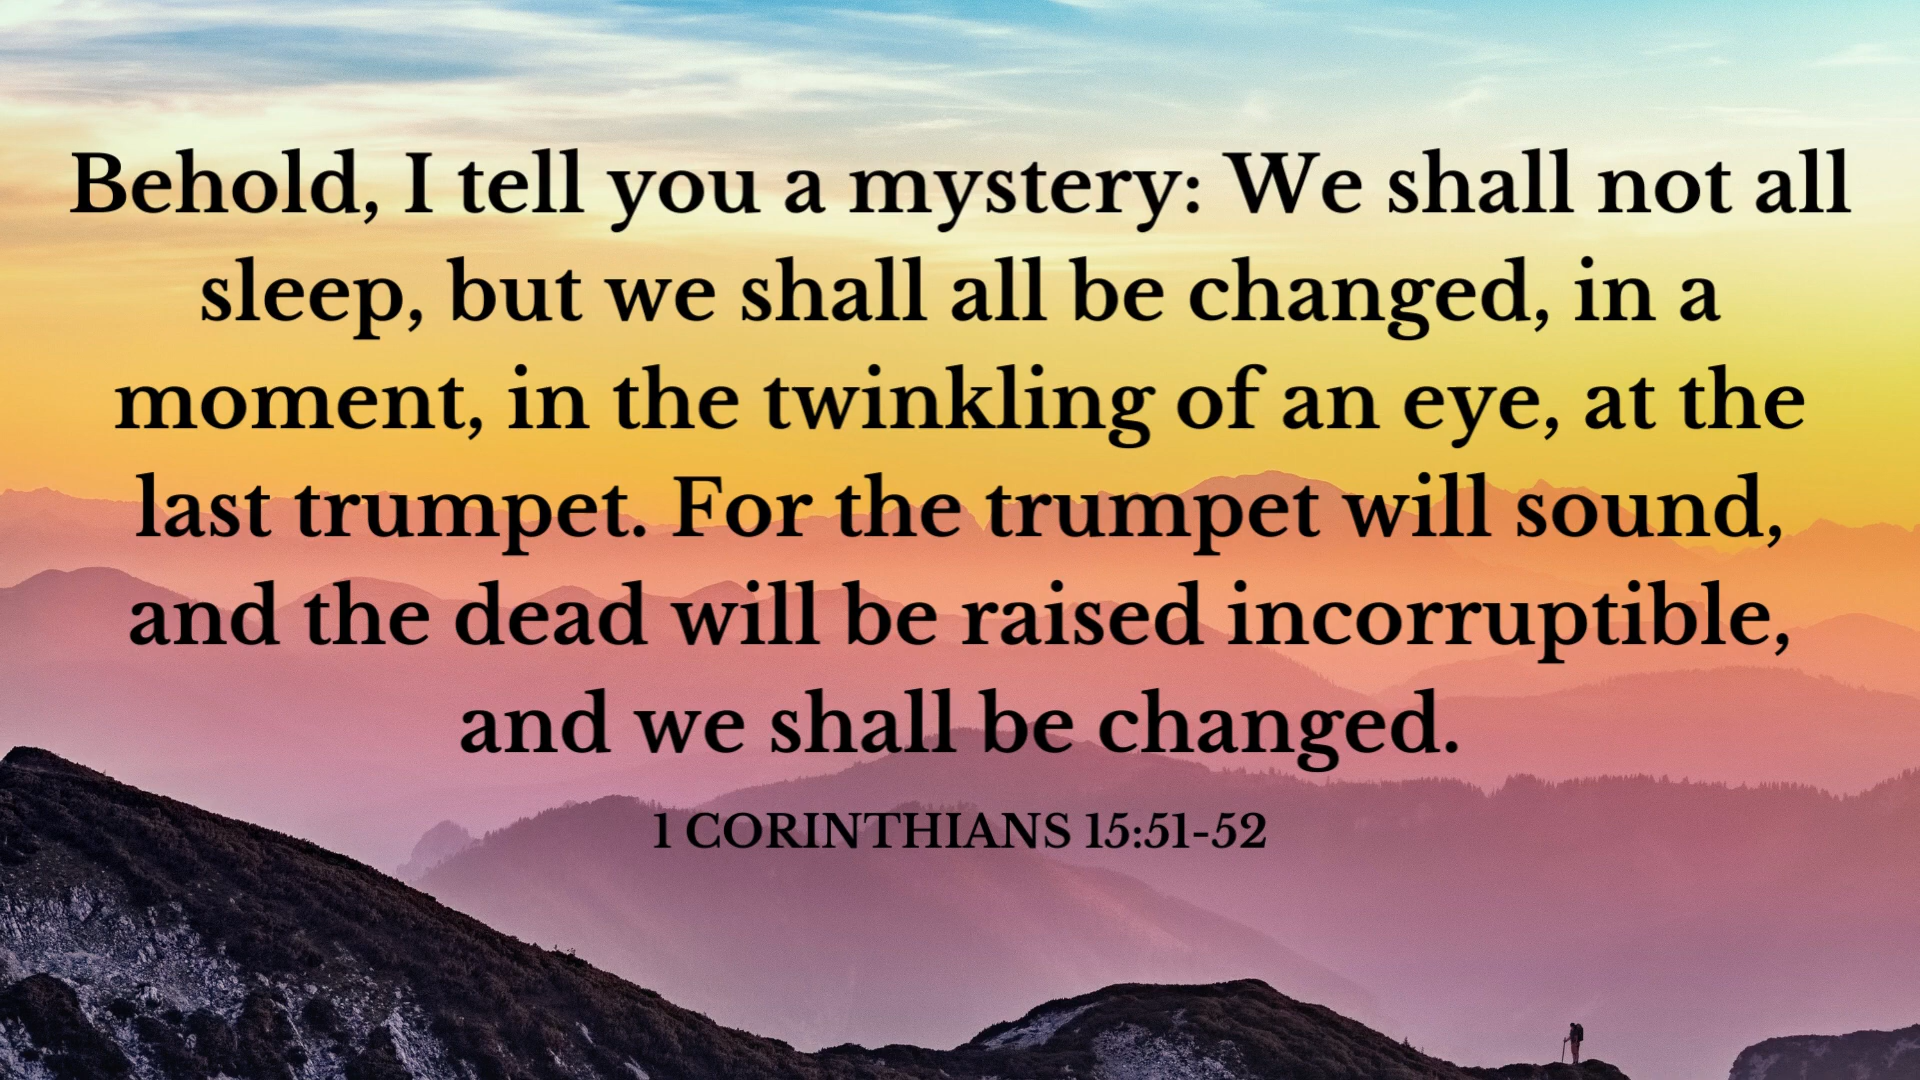 Behold, I tell you a mystery: We shall not all
sleep, but we shall all be changed, in a
moment, in the twinkling of an eye, at the
last trumpet. For the trumpet will sound,
and the dead will be raised incorruptible,
and we shall be changed.
1 CORINTHIANS 15:51-52